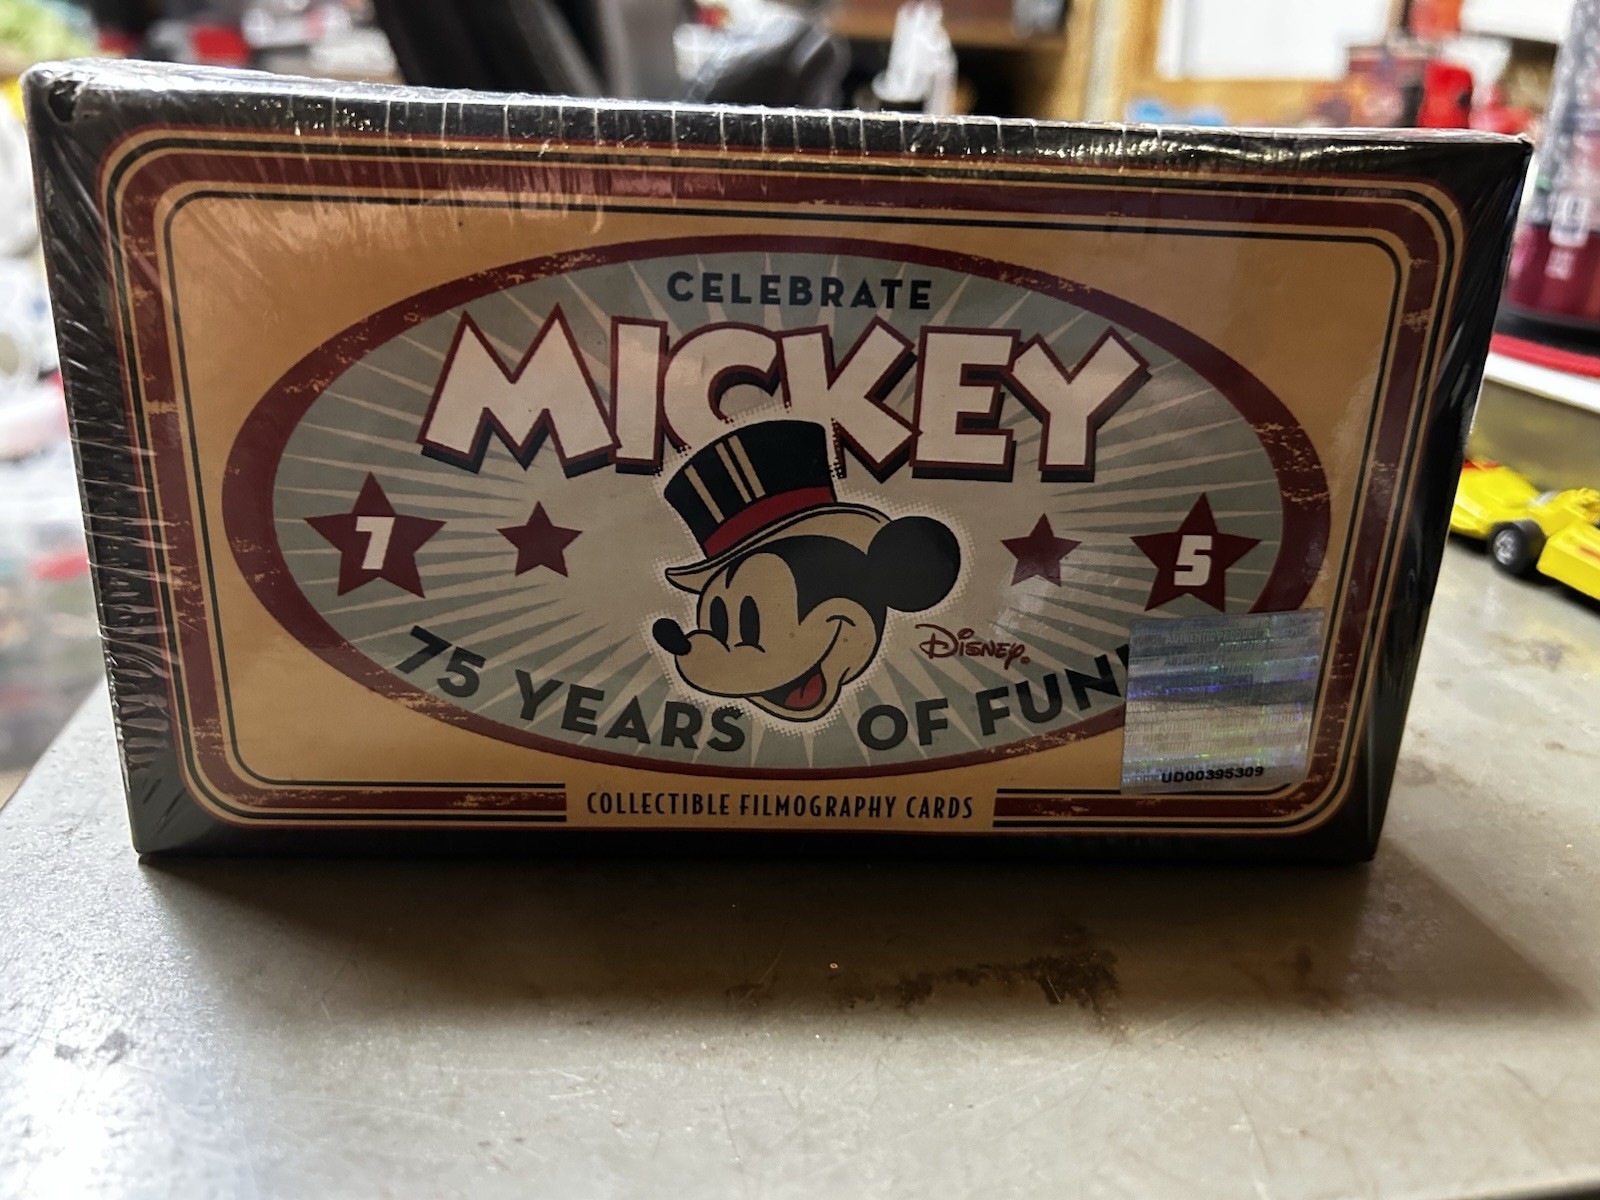 CELEBRATE
MICKEY
7 5
DISNEY®
75 YEARS OF FUN
UD00395309
COLLECTIBLE FILMOGRAPHY CARDS